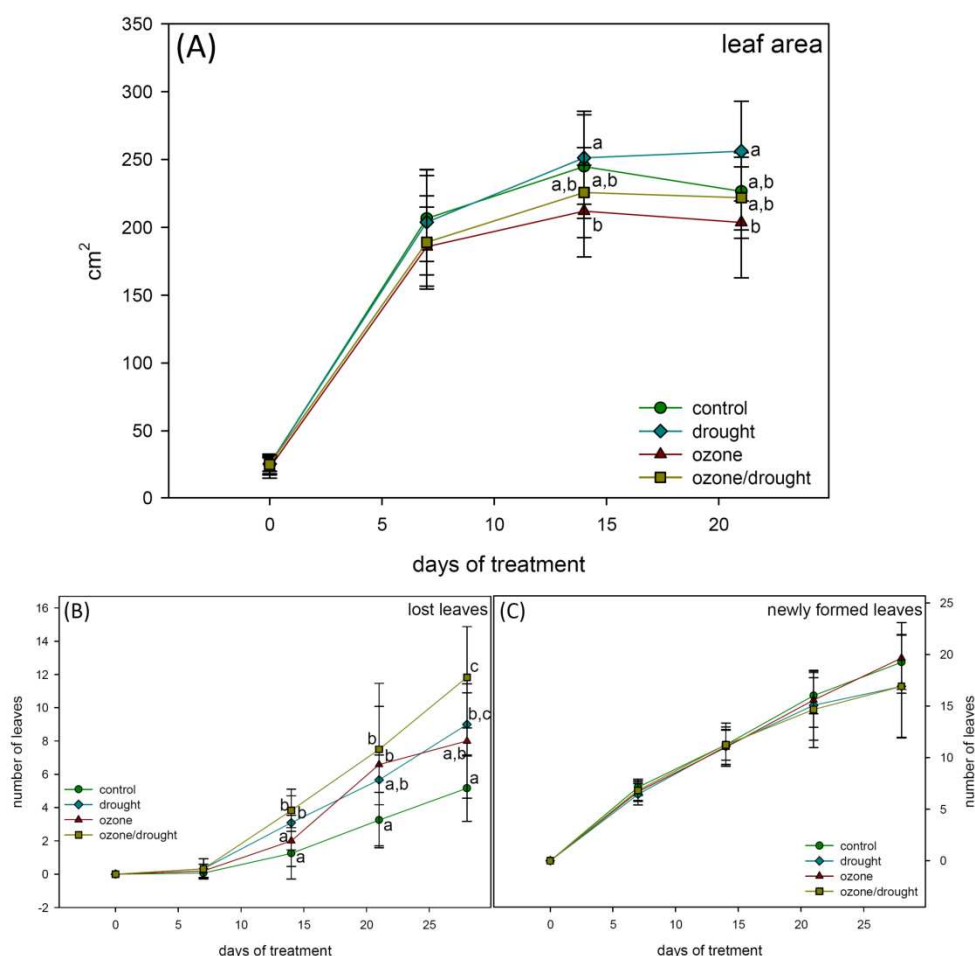 (A)
leaf area
350
300
250
200
150
100
50
0
cm²
a
a
a,b
a,b
a,b
a,b
b
b
control
drought
ozone
ozone/drought
0
5
10
15
20
days of treatment
(B)
lost leaves
16
14
12
10
8
6
4
2
0
-2
number of leaves
c
b,c
b
b
a,b
a,b
b
b
a
a
a
a
control
drought
ozone
ozone/drought
0
5
10
15
20
25
days of treatment
(C)
newly formed leaves
25
20
15
10
5
0
number of leaves
control
drought
ozone
ozone/drought
0
5
10
15
20
25
days of tretment